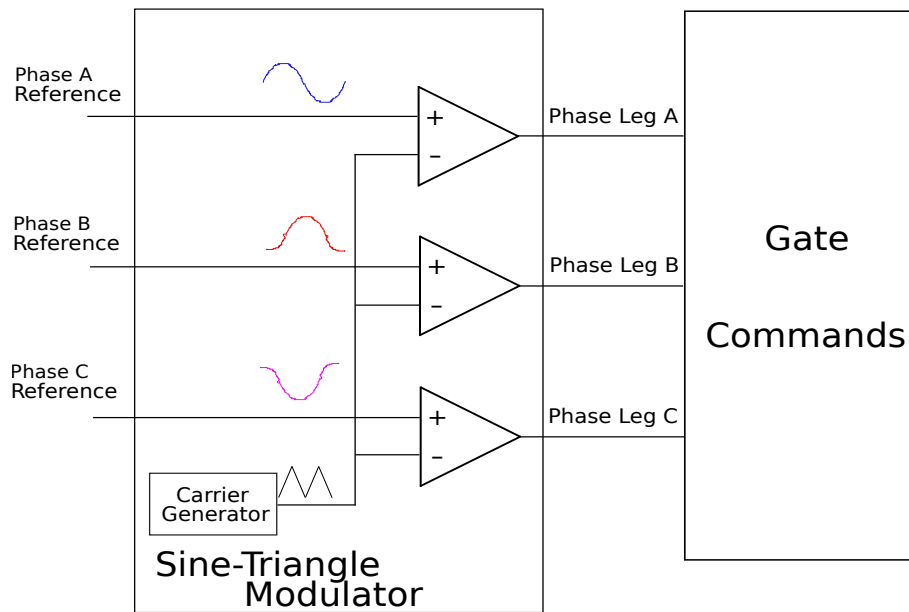 Phase A
Reference
+
–
Phase Leg A
Phase B
Reference
+
–
Phase Leg B
Phase C
Reference
+
–
Phase Leg C
Carrier
Generator
Sine-Triangle
Modulator
Gate
Commands